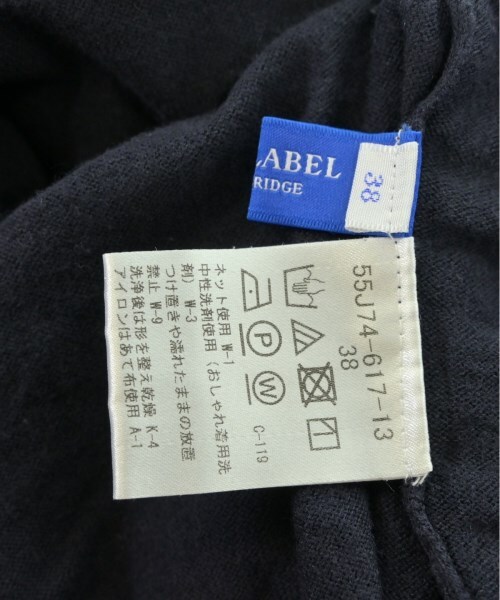 LABEL
RIDGE
38
55J74-617-13
38
P
W
C-119
ネット使用 W-1
中性洗剤使用(おしゃれ着用洗
剤) W-3
つけ置きや濡れたままの放置
禁止 W-9
洗浄後は形を整え乾燥 K-4
アイロンはあて布使用 A-1